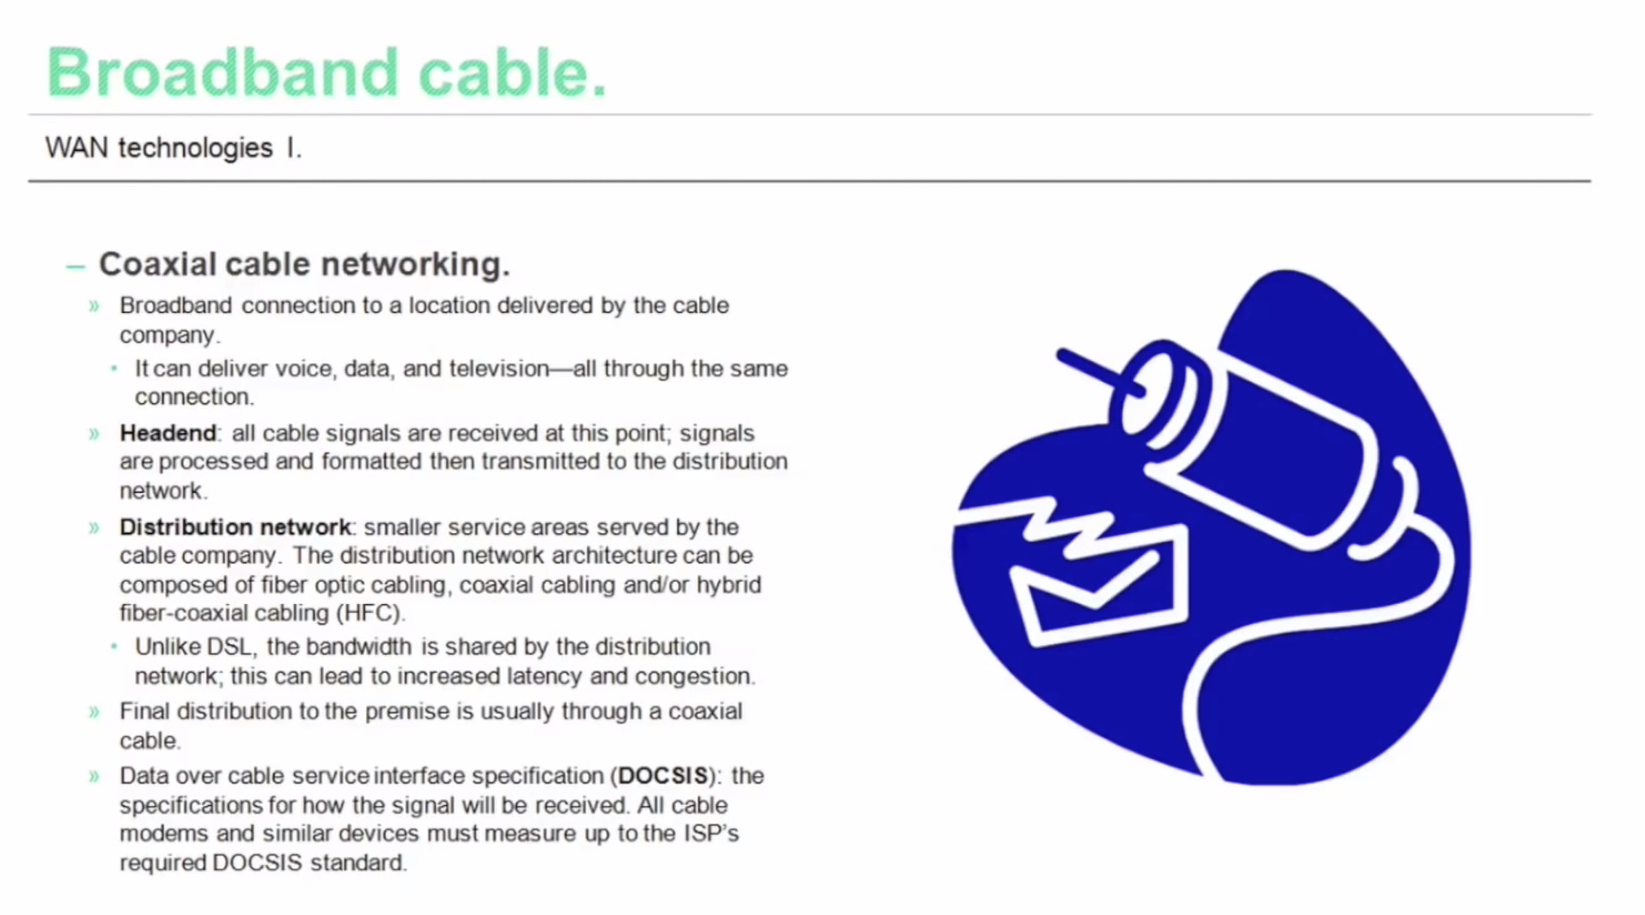 Broadband cable.
WAN technologies I.
– Coaxial cable networking.
» Broadband connection to a location delivered by the cable
company.
• It can deliver voice, data, and television—all through the same
connection.
» Headend: all cable signals are received at this point; signals
are processed and formatted then transmitted to the distribution
network.
» Distribution network: smaller service areas served by the
cable company. The distribution network architecture can be
composed of fiber optic cabling, coaxial cabling and/or hybrid
fiber-coaxial cabling (HFC).
• Unlike DSL, the bandwidth is shared by the distribution
network; this can lead to increased latency and congestion.
» Final distribution to the premise is usually through a coaxial
cable.
» Data over cable service interface specification (DOCSIS): the
specifications for how the signal will be received. All cable
modems and similar devices must measure up to the ISP's
required DOCSIS standard.